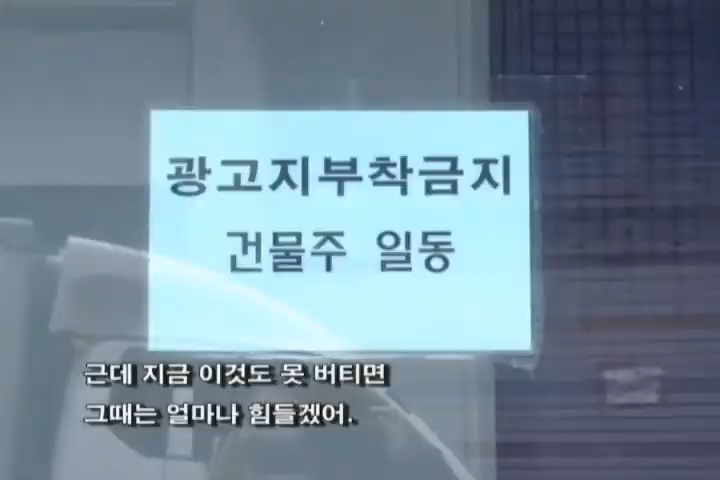 광고지부착금지
건물주 일동
근데 지금 이것도 못 버티면
그때는 얼마나 힘들겠어.